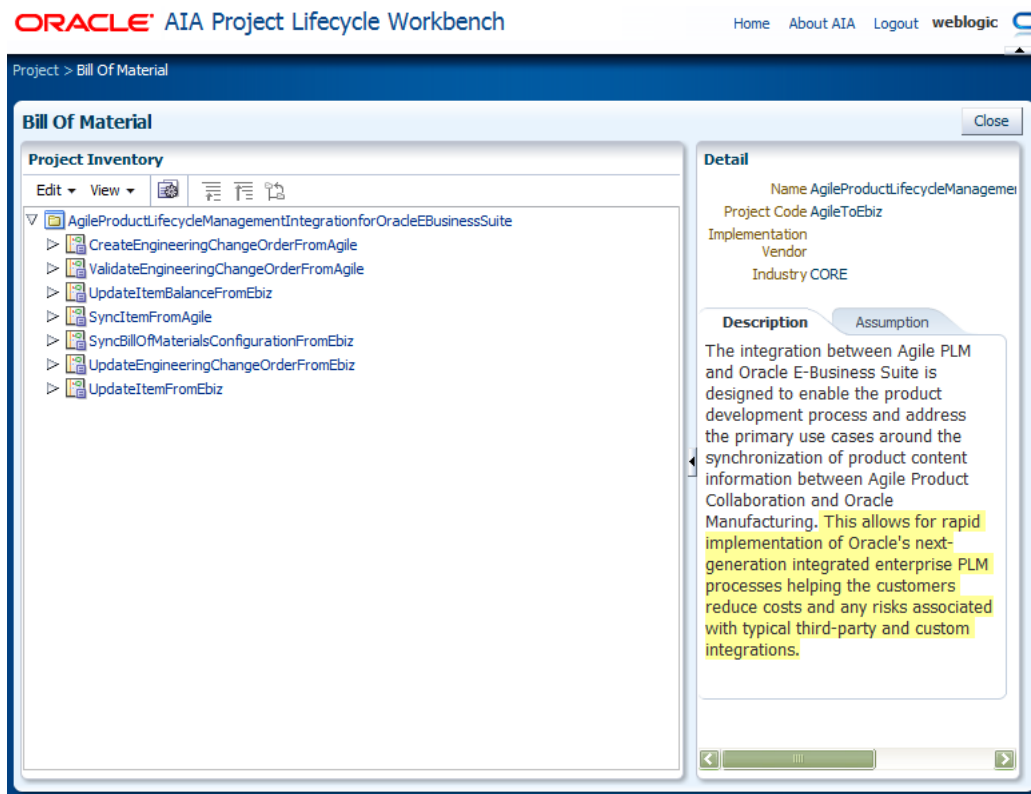 ORACLE AIA Project Lifecycle Workbench
Home About AIA Logout weblogic
Project > Bill Of Material
Bill Of Material
Close
Project Inventory
Edit View
AgileProductLifecycleManagementIntegrationforOracleEBusinessSuite
CreateEngineeringChangeOrderFromAgile
ValidateEngineeringChangeOrderFromAgile
UpdateItemBalanceFromEbiz
SyncItemFromAgile
SyncBillOfMaterialsConfigurationFromEbiz
UpdateEngineeringChangeOrderFromEbiz
UpdateItemFromEbiz
Detail
Name AgileProductLifecycleManagemen
Project Code AgileToEbiz
Implementation
Vendor
Industry CORE
Description Assumption
The integration between Agile PLM
and Oracle E-Business Suite is
designed to enable the product
development process and address
the primary use cases around the
synchronization of product content
information between Agile Product
Collaboration and Oracle
Manufacturing. This allows for rapid
implementation of Oracle's next-
generation integrated enterprise PLM
processes helping the customers
reduce costs and any risks associated
with typical third-party and custom
integrations.